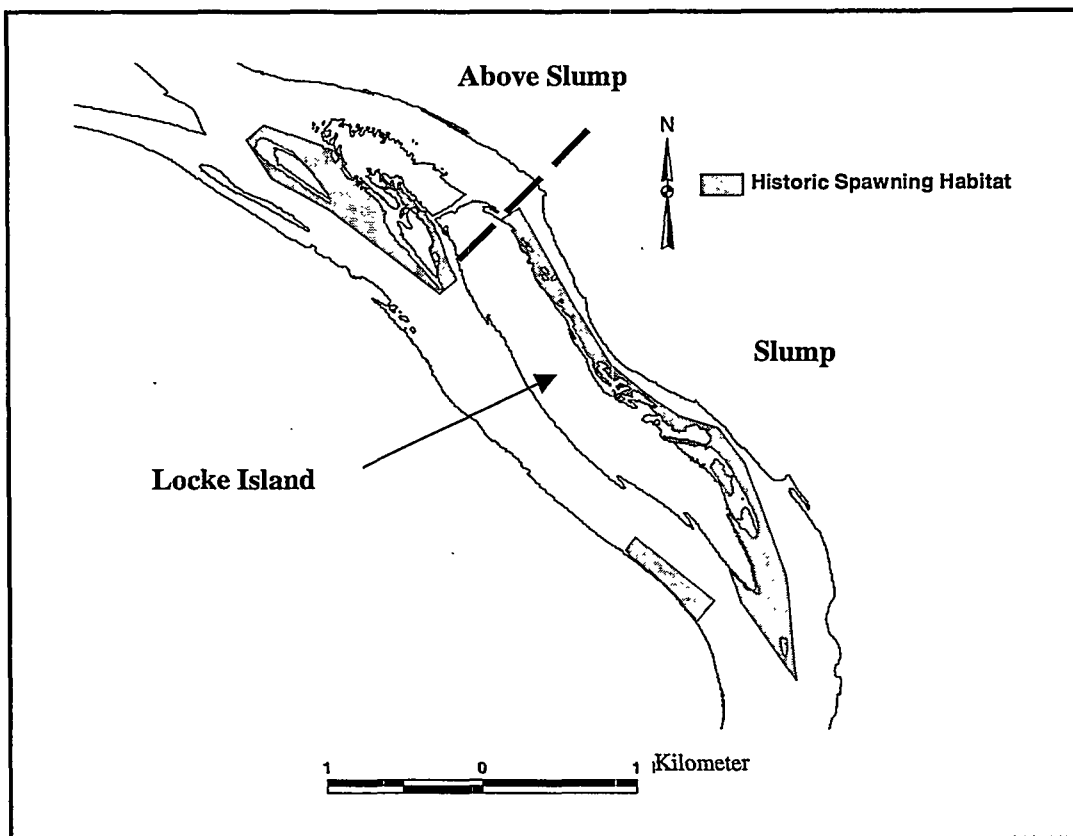 Above Slump
N
Historic Spawning Habitat
Slump
Locke Island
1 0 1 Kilometer